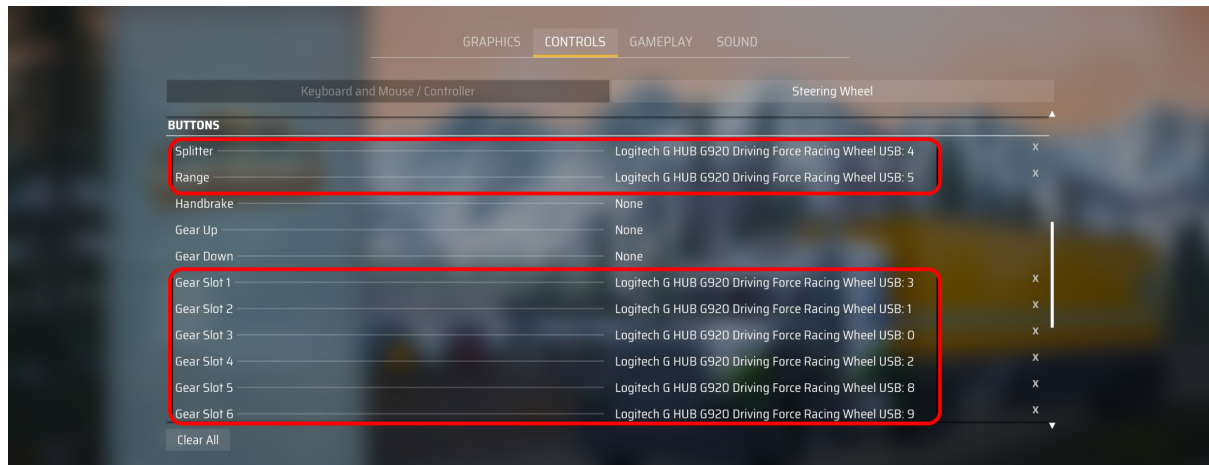 GRAPHICS CONTROLS GAMEPLAY SOUND
Keyboard and Mouse / Controller Steering Wheel
BUTTONS
Splitter Logitech G HUB G920 Driving Force Racing Wheel USB: 4 X
Range Logitech G HUB G920 Driving Force Racing Wheel USB: 5 X
Handbrake None
Gear Up None
Gear Down None
Gear Slot 1 Logitech G HUB G920 Driving Force Racing Wheel USB: 3 X
Gear Slot 2 Logitech G HUB G920 Driving Force Racing Wheel USB: 1 X
Gear Slot 3 Logitech G HUB G920 Driving Force Racing Wheel USB: 0 X
Gear Slot 4 Logitech G HUB G920 Driving Force Racing Wheel USB: 2 X
Gear Slot 5 Logitech G HUB G920 Driving Force Racing Wheel USB: 8 X
Gear Slot 6 Logitech G HUB G920 Driving Force Racing Wheel USB: 9 X
Clear All